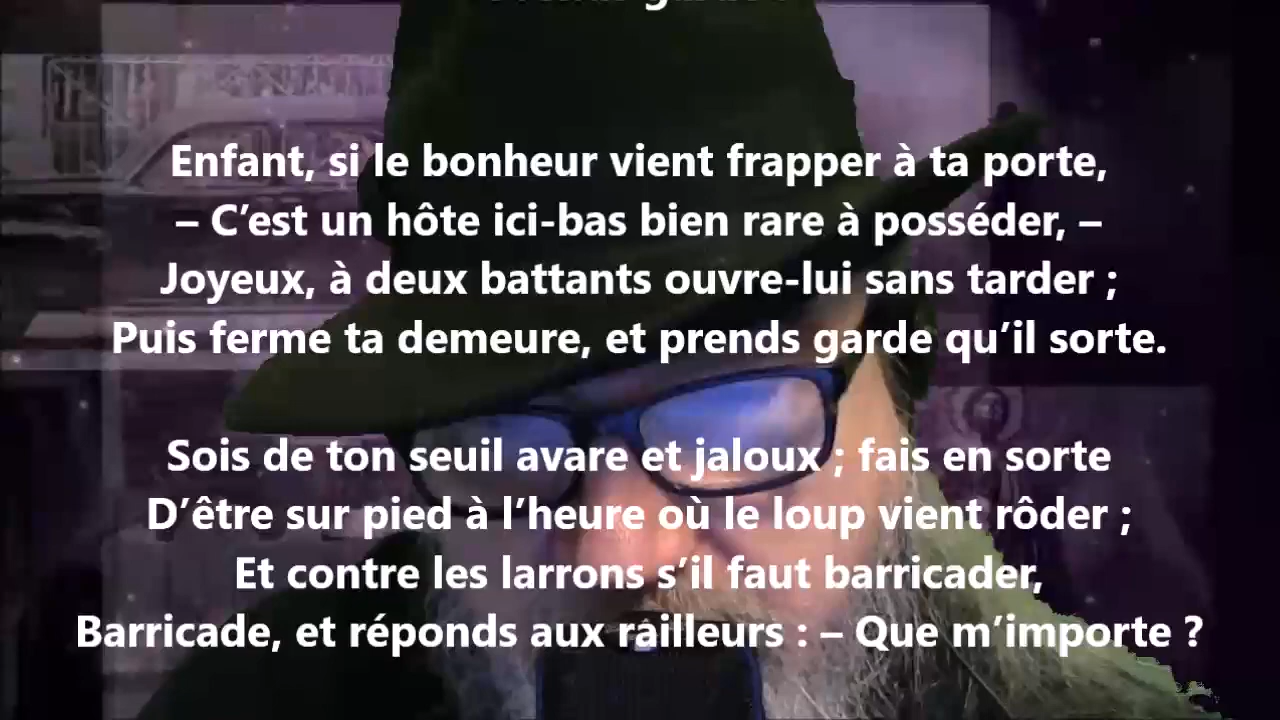 Enfant, si le bonheur vient frapper à ta porte,
– C’est un hôte ici-bas bien rare à posséder, –
Joyeux, à deux battants ouvre-lui sans tarder ;
Puis ferme ta demeure, et prends garde qu’il sorte.
Sois de ton seuil avare et jaloux ; fais en sorte
D’être sur pied à l’heure où le loup vient rôder ;
Et contre les larrons s’il faut barricader,
Barricade, et réponds aux railleurs : – Que m’importe ?